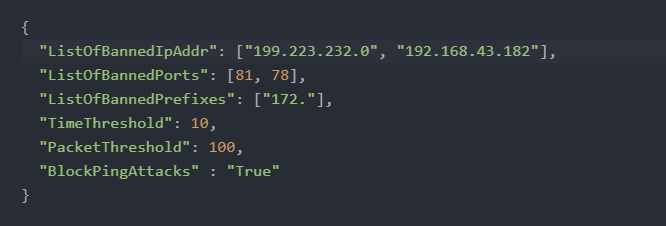 {
"ListOfBannedIpAddr": ["199.223.232.0", "192.168.43.182"],
"ListOfBannedPorts": [81, 78],
"ListOfBannedPrefixes": ["172."],
"TimeThreshold": 10,
"PacketThreshold": 100,
"BlockPingAttacks" : "True"
}